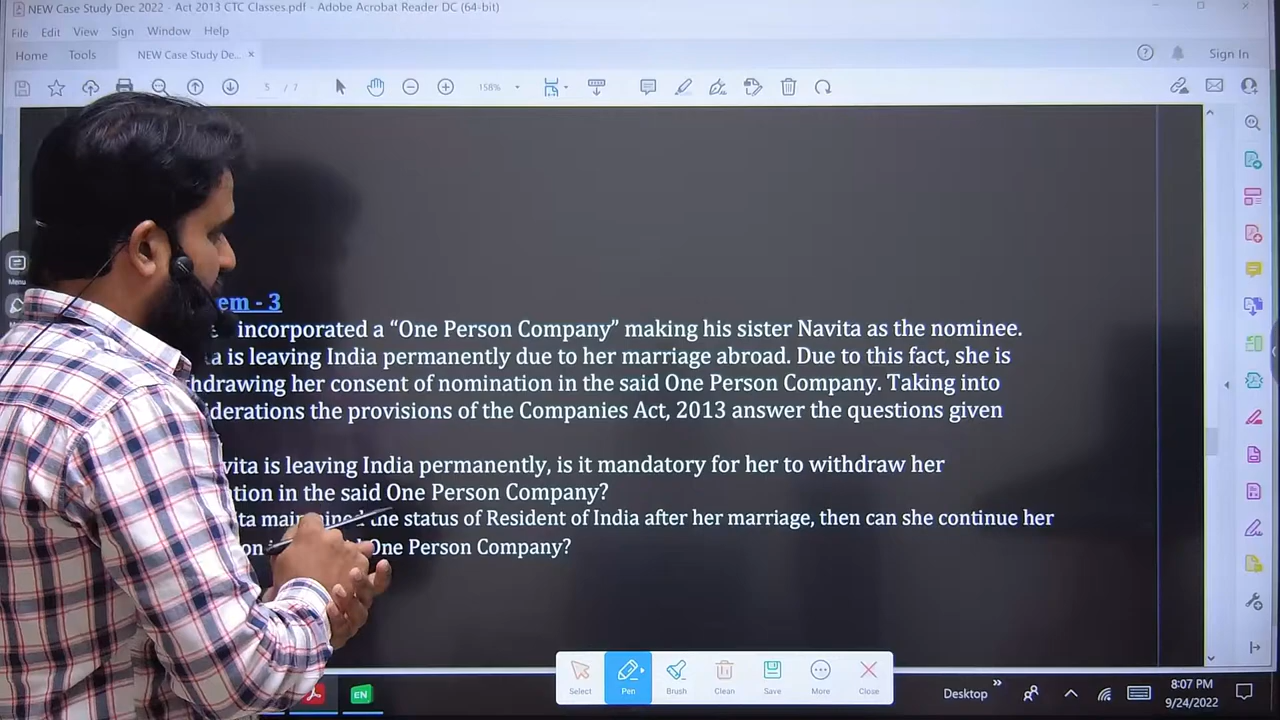 NEW Case Study Dec 2022 - Act 2013 CTC Classes.pdf - Adobe Acrobat Reader DC (64-bit)
File Edit View Sign Window Help
Home Tools NEW Case Study De... × Sign In
5 / 7 158%
em - 3
incorporated a “One Person Company” making his sister Navita as the nominee.
is leaving India permanently due to her marriage abroad. Due to this fact, she is
hdrawing her consent of nomination in the said One Person Company. Taking into
iderations the provisions of the Companies Act, 2013 answer the questions given
vita is leaving India permanently, is it mandatory for her to withdraw her
tion in the said One Person Company?
ta maintained the status of Resident of India after her marriage, then can she continue her
One Person Company?
Menu
Select Pen Brush Clean Save More Close
EN Desktop 8:07 PM
9/24/2022